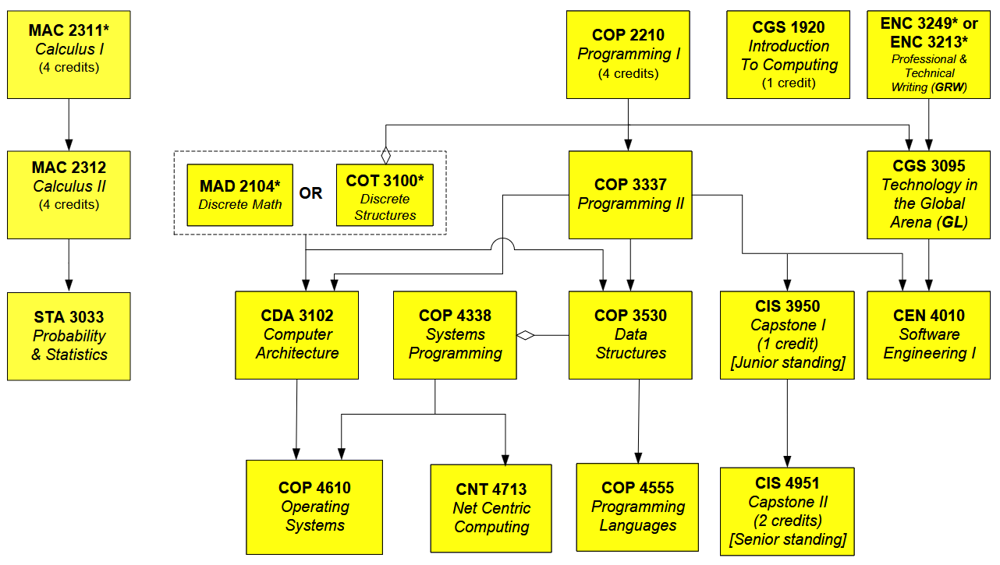 MAC 2311*
Calculus I
(4 credits)
COP 2210
Programming I
(4 credits)
CGS 1920
Introduction
To Computing
(1 credit)
ENC 3249* or
ENC 3213*
Professional &
Technical
Writing (GRW)
MAC 2312
Calculus II
(4 credits)
MAD 2104*
Discrete Math
OR
COT 3100*
Discrete
Structures
COP 3337
Programming II
CGS 3095
Technology in
the Global
Arena (GL)
STA 3033
Probability
& Statistics
CDA 3102
Computer
Architecture
COP 4338
Systems
Programming
COP 3530
Data
Structures
CIS 3950
Capstone I
(1 credit)
[Junior standing]
CEN 4010
Software
Engineering I
COP 4610
Operating
Systems
CNT 4713
Net Centric
Computing
COP 4555
Programming
Languages
CIS 4951
Capstone II
(2 credits)
[Senior standing]